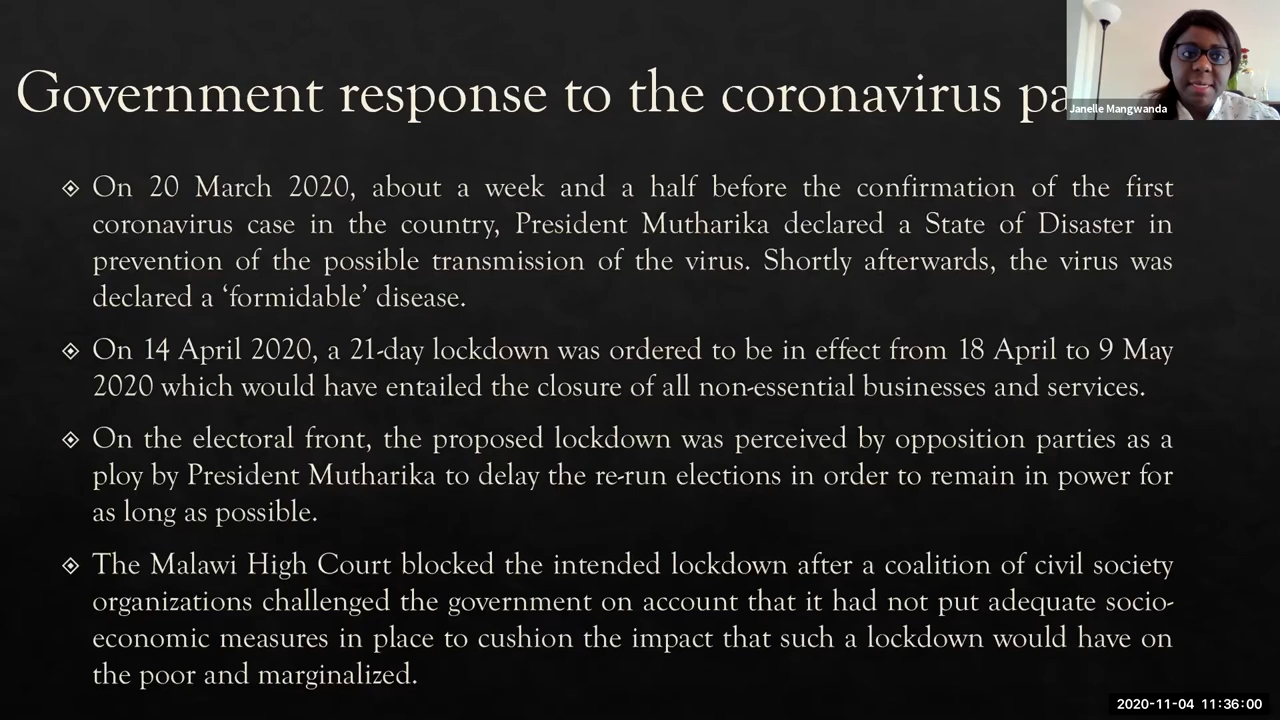 Government response to the coronavirus pa
Janelle Mangwanda
On 20 March 2020, about a week and a half before the confirmation of the first
coronavirus case in the country, President Mutharika declared a State of Disaster in
prevention of the possible transmission of the virus. Shortly afterwards, the virus was
declared a ‘formidable’ disease.
On 14 April 2020, a 21-day lockdown was ordered to be in effect from 18 April to 9 May
2020 which would have entailed the closure of all non-essential businesses and services.
On the electoral front, the proposed lockdown was perceived by opposition parties as a
ploy by President Mutharika to delay the re-run elections in order to remain in power for
as long as possible.
The Malawi High Court blocked the intended lockdown after a coalition of civil society
organizations challenged the government on account that it had not put adequate socio-
economic measures in place to cushion the impact that such a lockdown would have on
the poor and marginalized.
2020-11-04 11:36:00